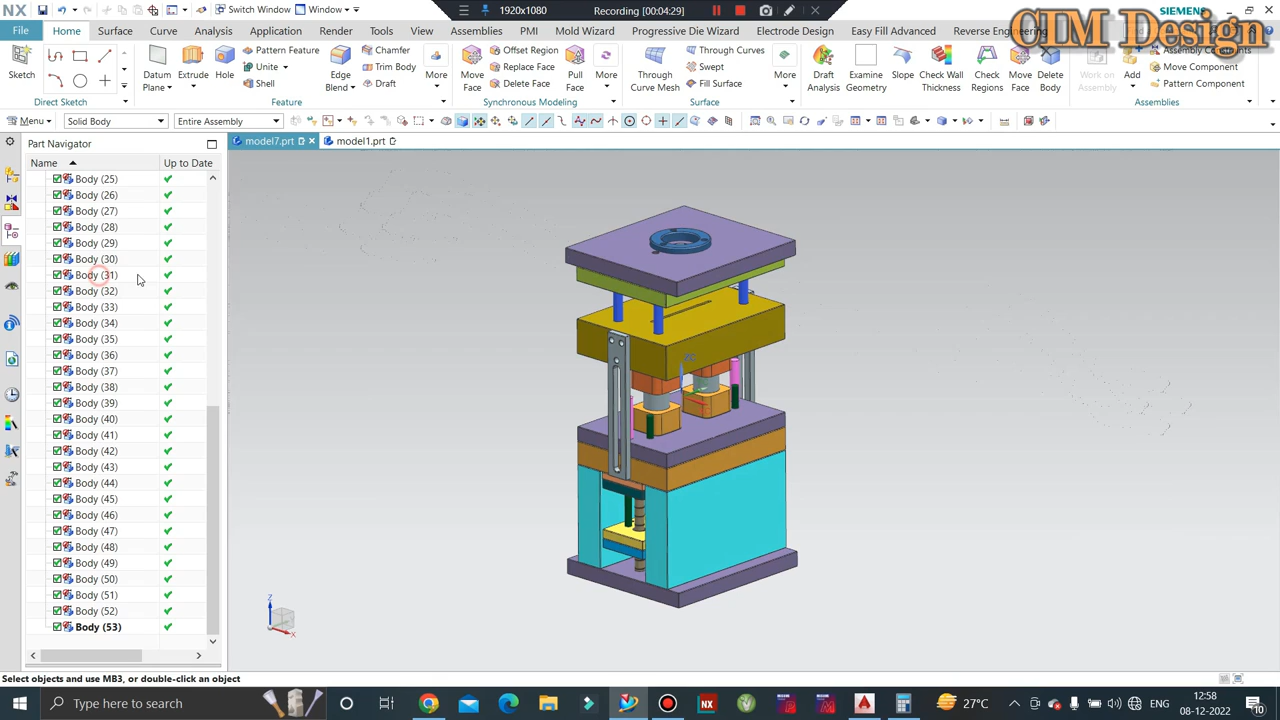 NX
Switch Window
Window
1920x1080
Recording [00:04:29]
SIEMENS
CIM Design
File
Home
Surface
Curve
Analysis
Application
Render
Tools
View
Assemblies
PMI
Mold Wizard
Progressive Die Wizard
Electrode Design
Easy Fill Advanced
Reverse Engineering
Sketch
Direct Sketch
Datum
Plane
Extrude
Hole
Pattern Feature
Unite
Shell
Edge
Blend
Chamfer
Trim Body
Draft
More
Feature
Move
Face
Offset Region
Replace Face
Delete Face
Pull
Face
More
Synchronous Modeling
Through
Curve Mesh
Through Curves
Swept
Fill Surface
More
Surface
Draft
Analysis
Examine
Geometry
Slope
Check Wall
Thickness
Check
Regions
Move
Face
Delete
Body
Work on
Assembly
Add
Assembly Constraints
Move Component
Pattern Component
Assemblies
Menu
Solid Body
Entire Assembly
Part Navigator
model7.prt
model1.prt
Name
Up to Date
Body (25)
Body (26)
Body (27)
Body (28)
Body (29)
Body (30)
Body (31)
Body (32)
Body (33)
Body (34)
Body (35)
Body (36)
Body (37)
Body (38)
Body (39)
Body (40)
Body (41)
Body (42)
Body (43)
Body (44)
Body (45)
Body (46)
Body (47)
Body (48)
Body (49)
Body (50)
Body (51)
Body (52)
Body (53)
Z
X
Select objects and use MB3, or double-click an object
Type here to search
NX
27°C
ENG
12:58
08-12-2022